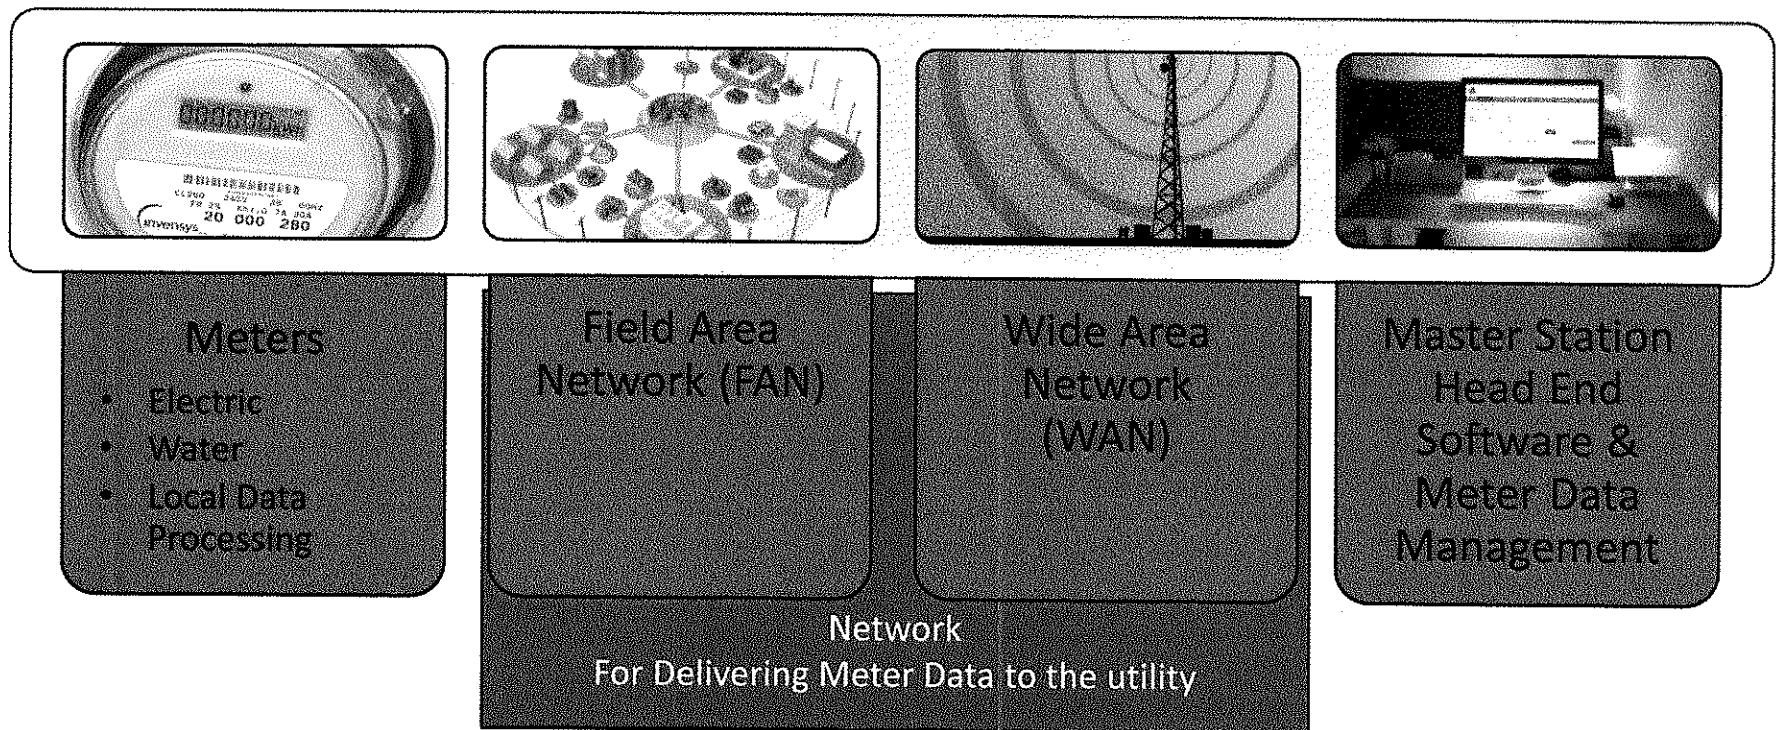 000000
20 000 280
invensys
Meters
• Electric
• Water
• Local Data
Processing
Field Area
Network (FAN)
Wide Area
Network
(WAN)
Master Station
Head End
Software &
Meter Data
Management
Network
For Delivering Meter Data to the utility